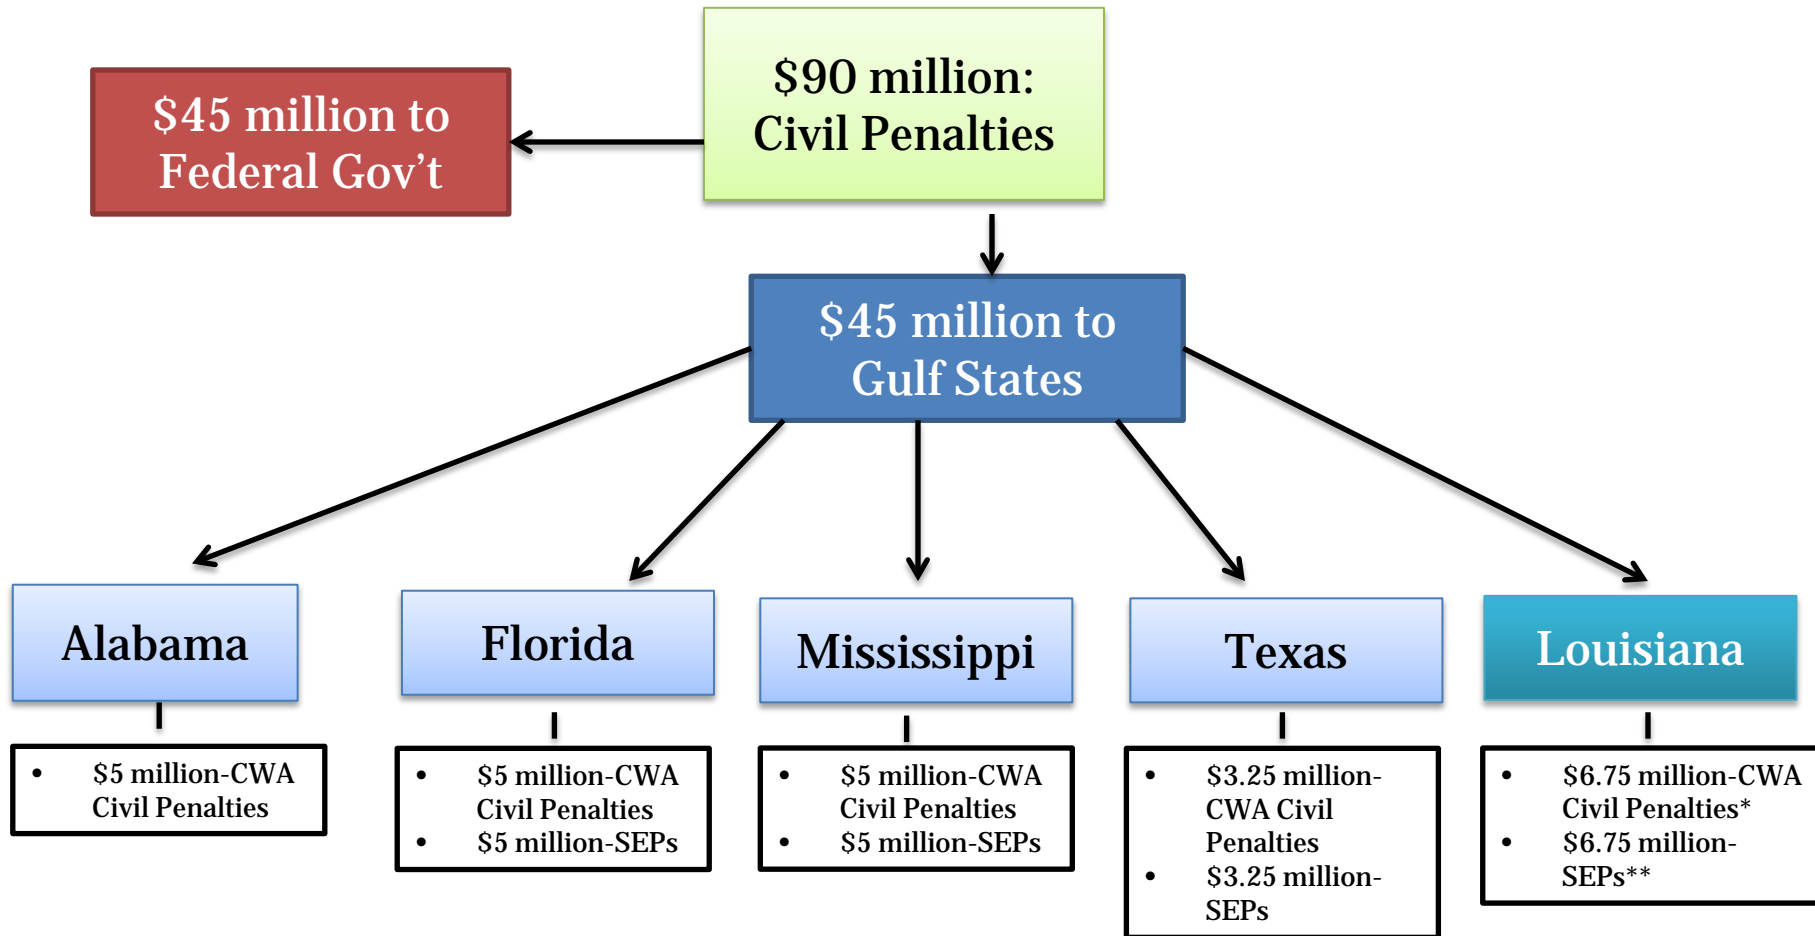 $90 million:
Civil Penalties
$45 million to
Federal Gov’t
$45 million to
Gulf States
Alabama
Florida
Mississippi
Texas
Louisiana
• $5 million-CWA
Civil Penalties
• $5 million-CWA
Civil Penalties
• $5 million-SEPs
• $5 million-CWA
Civil Penalties
• $5 million-SEPs
• $3.25 million-
CWA Civil
Penalties
• $3.25 million-
SEPs
• $6.75 million-CWA
Civil Penalties*
• $6.75 million-
SEPs**